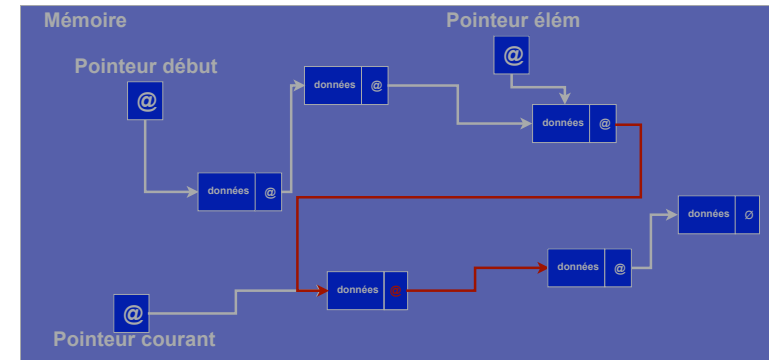 Mémoire
Pointeur élém
@
Pointeur début
@
données @
données @
données @
données Ø
données @
données @
@
Pointeur courant